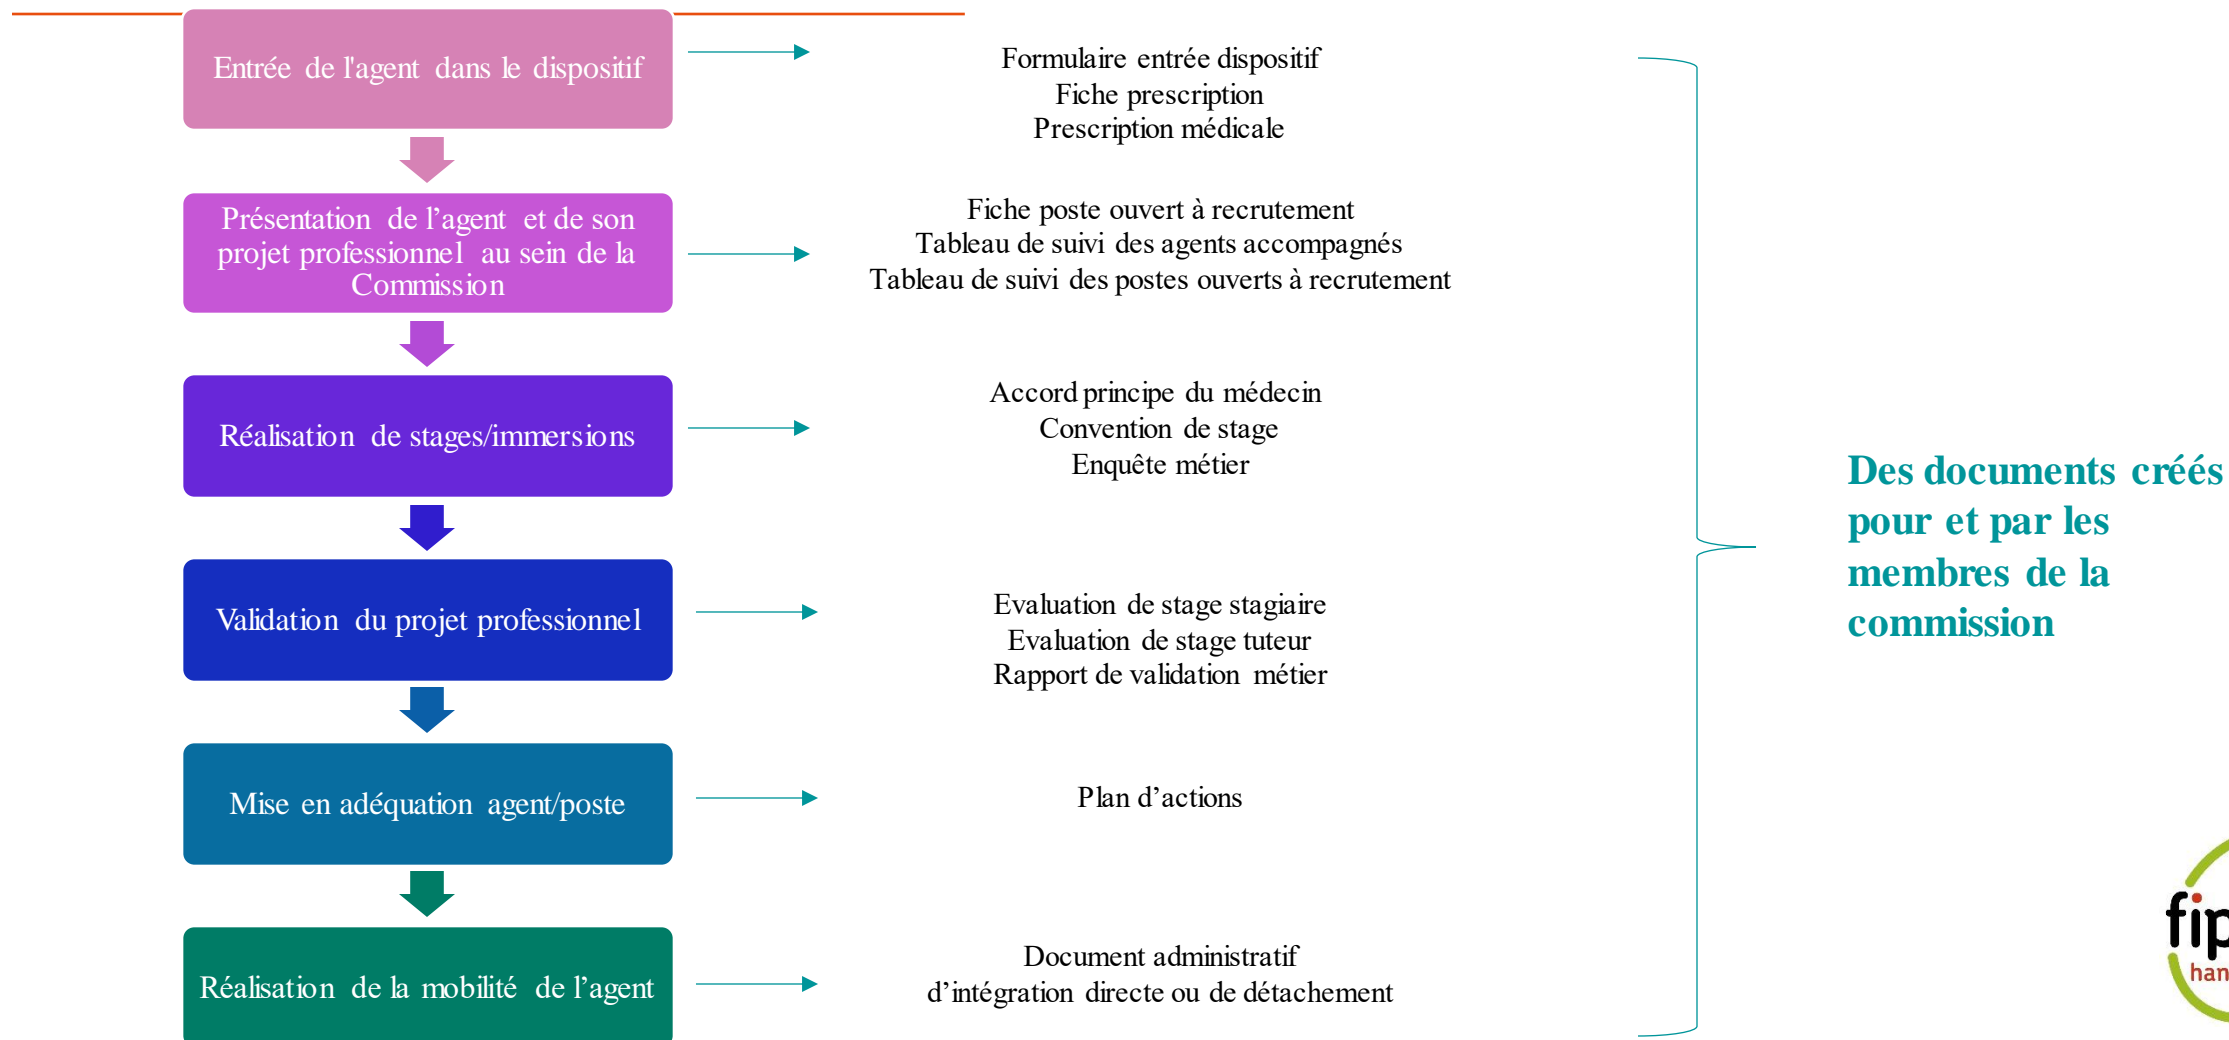 Entrée de l'agent dans le dispositif
Formulaire entrée dispositif
Fiche prescription
Prescription médicale
Présentation de l’agent et de son
projet professionnel au sein de la
Commission
Fiche poste ouvert à recrutement
Tableau de suivi des agents accompagnés
Tableau de suivi des postes ouverts à recrutement
Réalisation de stages/immersions
Accord principe du médecin
Convention de stage
Enquête métier
Validation du projet professionnel
Evaluation de stage stagiaire
Evaluation de stage tuteur
Rapport de validation métier
Mise en adéquation agent/poste
Plan d’actions
Réalisation de la mobilité de l’agent
Document administratif
d’intégration directe ou de détachement
Des documents créés
pour et par les
membres de la
commission